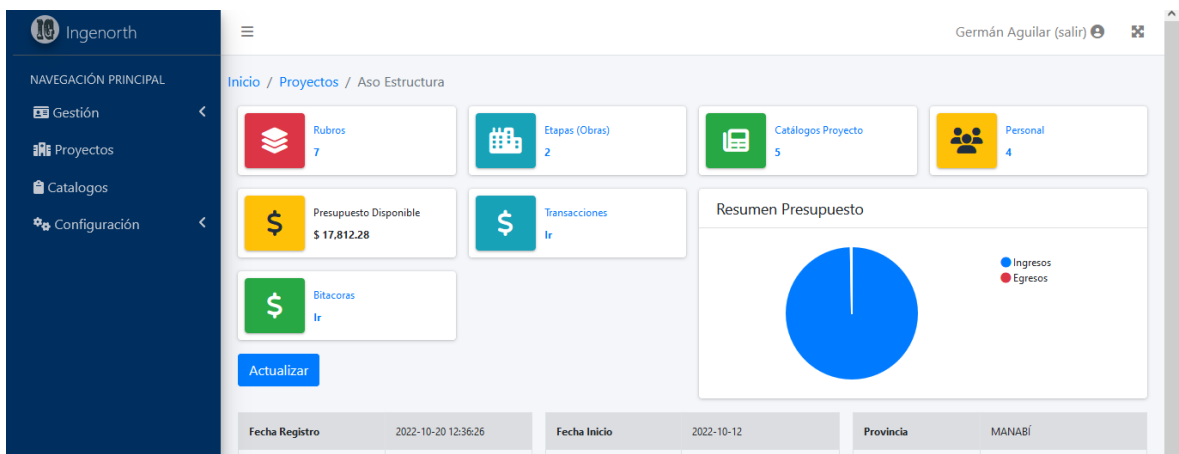 IG Ingenorth
Germán Aguilar (salir)
NAVEGACIÓN PRINCIPAL
Gestión
Proyectos
Catalogos
Configuración
Inicio / Proyectos / Aso Estructura
Rubros
7
Etapas (Obras)
2
Catálogos Proyecto
5
Personal
4
Presupuesto Disponible
$ 17,812.28
Transacciones
Ir
Bitacoras
Ir
Resumen Presupuesto
Ingresos
Egresos
Actualizar
Fecha Registro 2022-10-20 12:36:26 Fecha Inicio 2022-10-12 Provincia MANABÍ